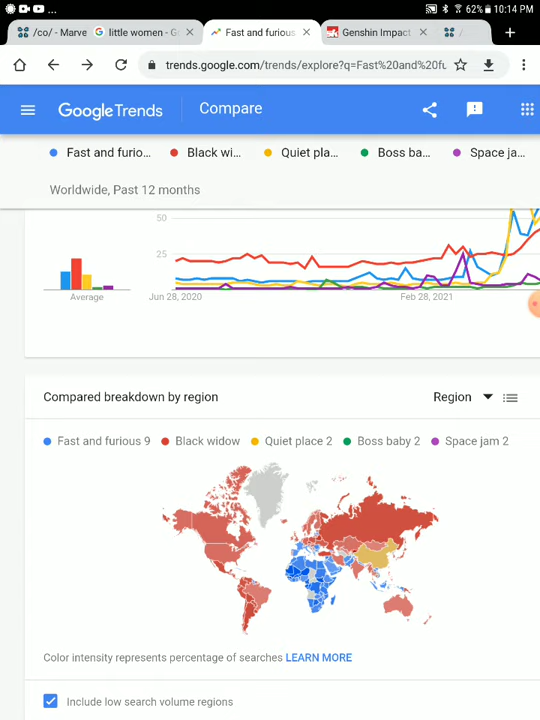 62% 10:14 PM
/co/ - Marve
little women - G
Fast and furious
Genshin Impact
trends.google.com/trends/explore?q=Fast%20and%20fu
Google Trends Compare
Fast and furio... Black wi... Quiet pla... Boss ba... Space ja...
Worldwide, Past 12 months
50
25
Average Jun 28, 2020 Feb 28, 2021
Compared breakdown by region Region
Fast and furious 9 Black widow Quiet place 2 Boss baby 2 Space jam 2
Color intensity represents percentage of searches LEARN MORE
Include low search volume regions